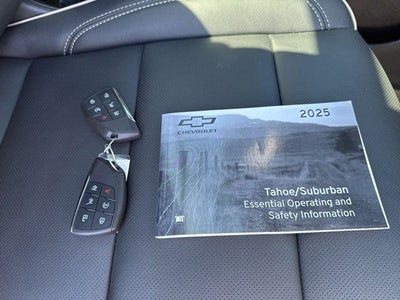 2025
CHEVROLET
Tahoe/Suburban
Essential Operating and
Safety Information